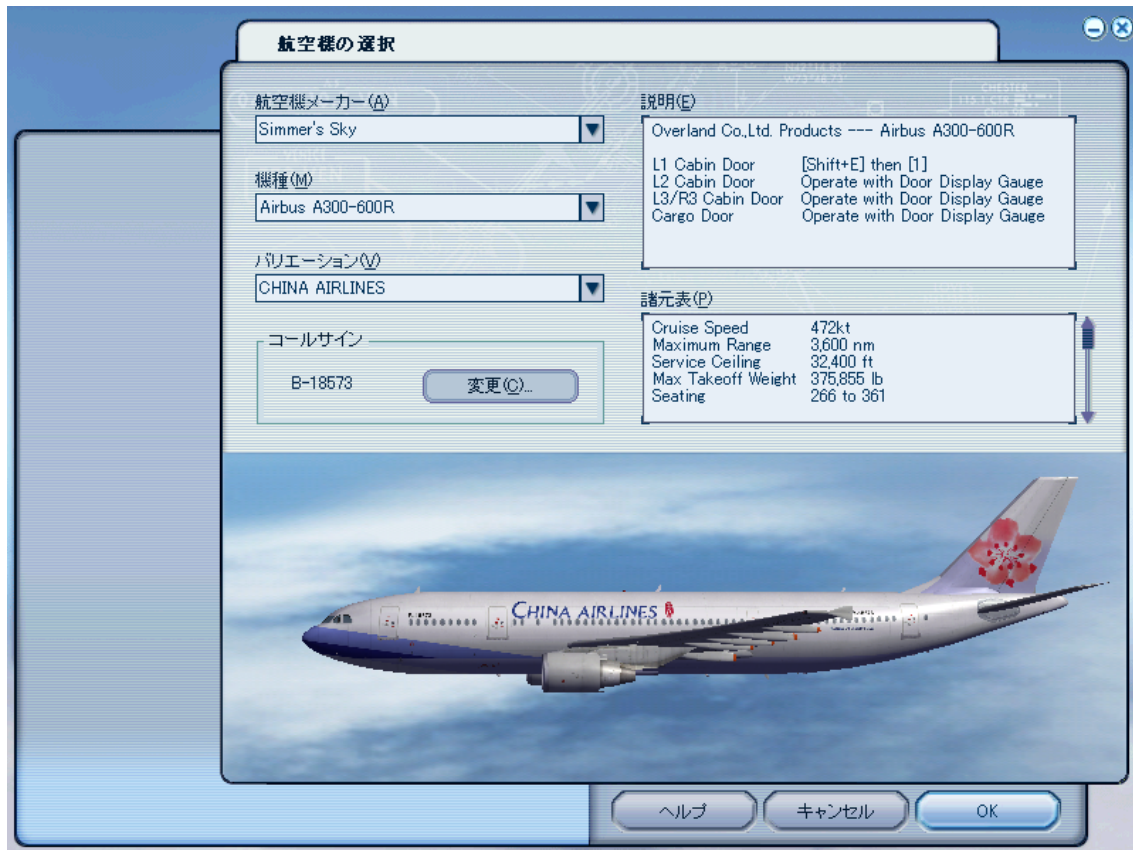 航空機の選択
航空機メーカー(A)
Simmer's Sky
機種(M)
Airbus A300-600R
バリエーション(V)
CHINA AIRLINES
コールサイン
B-18573
変更(C)...
説明(E)
Overland Co.,Ltd. Products --- Airbus A300-600R
L1 Cabin Door [Shift+E] then [1]
L2 Cabin Door Operate with Door Display Gauge
L3/R3 Cabin Door Operate with Door Display Gauge
Cargo Door Operate with Door Display Gauge
諸元表(P)
Cruise Speed 472kt
Maximum Range 3,600 nm
Service Ceiling 32,400 ft
Max Takeoff Weight 375,855 lb
Seating 266 to 361
B-18573
CHINA AIRLINES
ヘルプ
キャンセル
OK